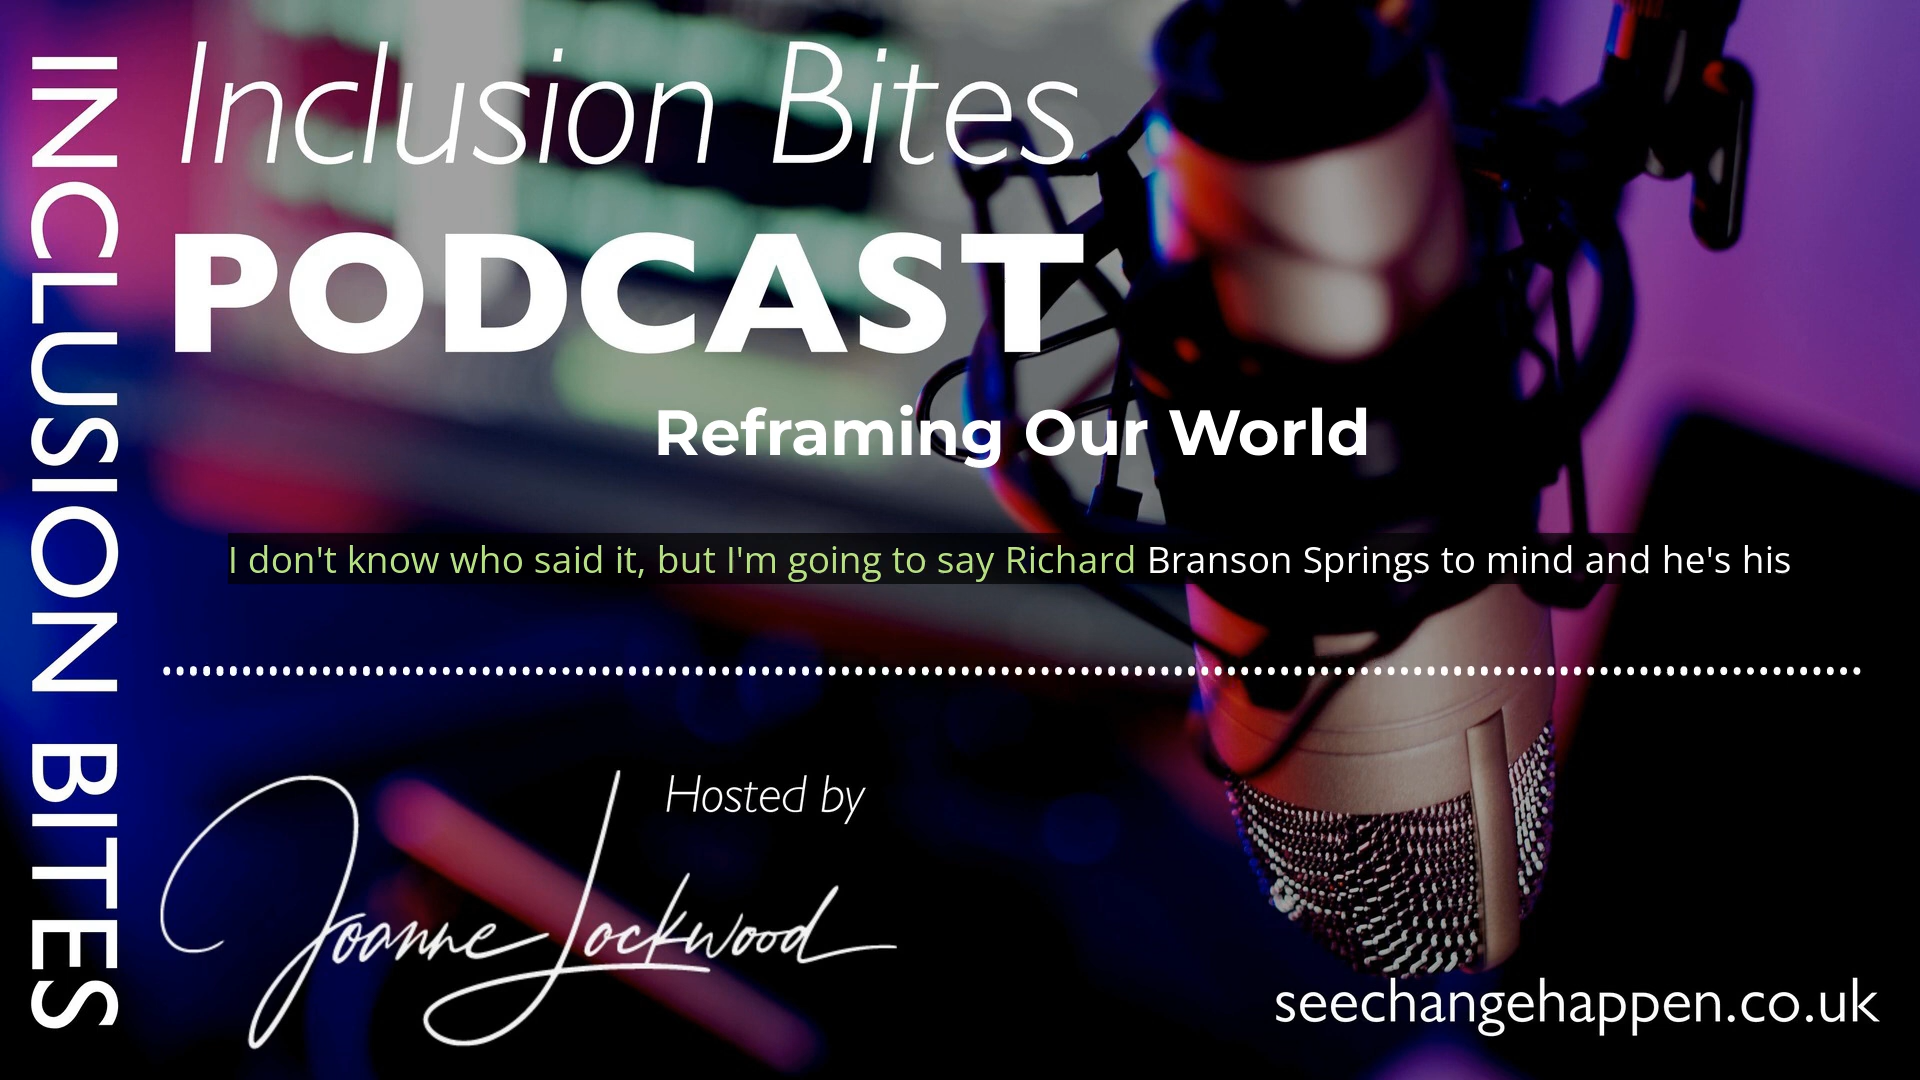 INCLUSION BITES
Inclusion Bites
PODCAST
Reframing Our World
I don't know who said it, but I'm going to say Richard Branson Springs to mind and he's his
Hosted by
Joanne Lockwood
seechangehappen.co.uk